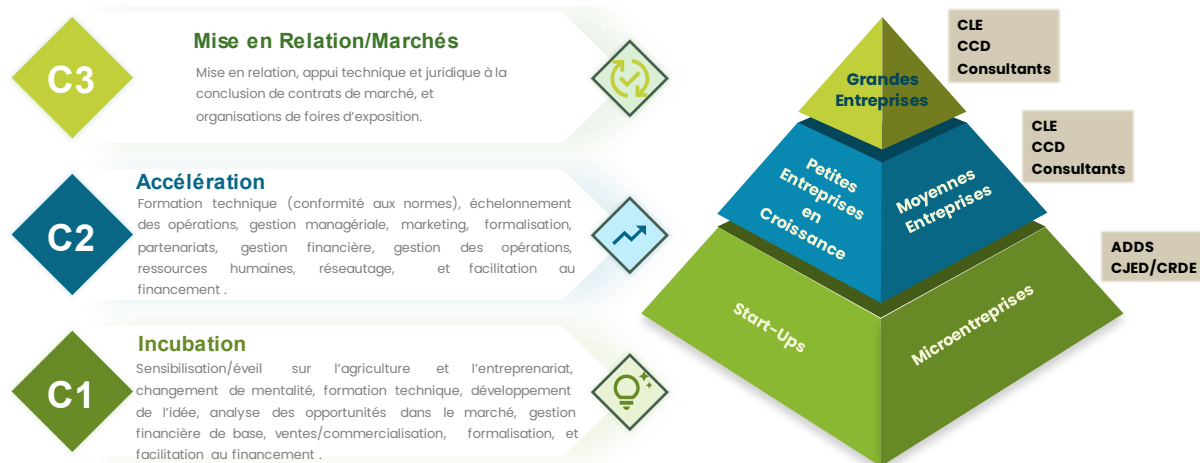 C3
Mise en Relation/Marchés
Mise en relation, appui technique et juridique à la
conclusion de contrats de marché, et
organisations de foires d'exposition.
C2
Accélération
Formation technique (conformité aux normes), échelonnement
des opérations, gestion managériale, marketing, formalisation,
partenariats, gestion financière, gestion des opérations,
ressources humaines, réseautage, et facilitation au
financement .
C1
Incubation
Sensibilisation/éveil sur l'agriculture et l'entreprenariat,
changement de mentalité, formation technique, développement
de l'idée, analyse des opportunités dans le marché, gestion
financière de base, ventes/commercialisation, formalisation, et
facilitation au financement .
Grandes
Entreprises
CLE
CCD
Consultants
Petites
Entreprises
en
Croissance
Moyennes
Entreprises
CLE
CCD
Consultants
Start-Ups
Microentreprises
ADDS
CJED/CRDE